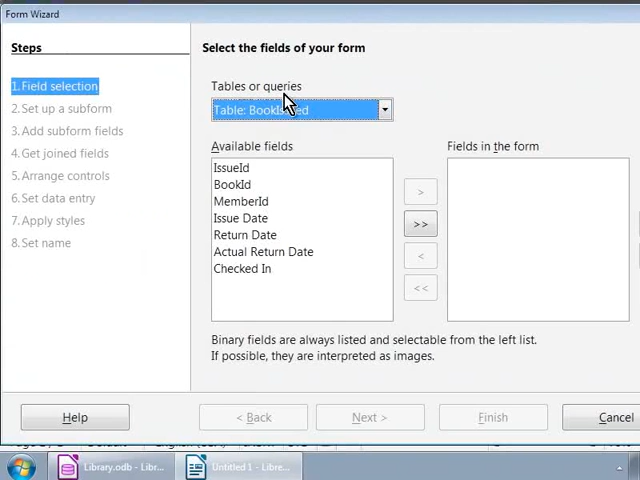 Form Wizard
Steps
Select the fields of your form
1.Field selection
2.Set up a subform
3.Add subform fields
4.Get joined fields
5.Arrange controls
6.Set data entry
7.Apply styles
8.Set name
Tables or queries
Available fields
Fields in the form
IssueId
BookId
MemberId
Issue Date
Return Date
Actual Return Date
Checked In
>
>>
<
<<
Binary fields are always listed and selectable from the left list.
If possible, they are interpreted as images.
Help
< Back
Next >
Finish
Cancel
Library.odb - Libr...
Untitled 1 - Libre...